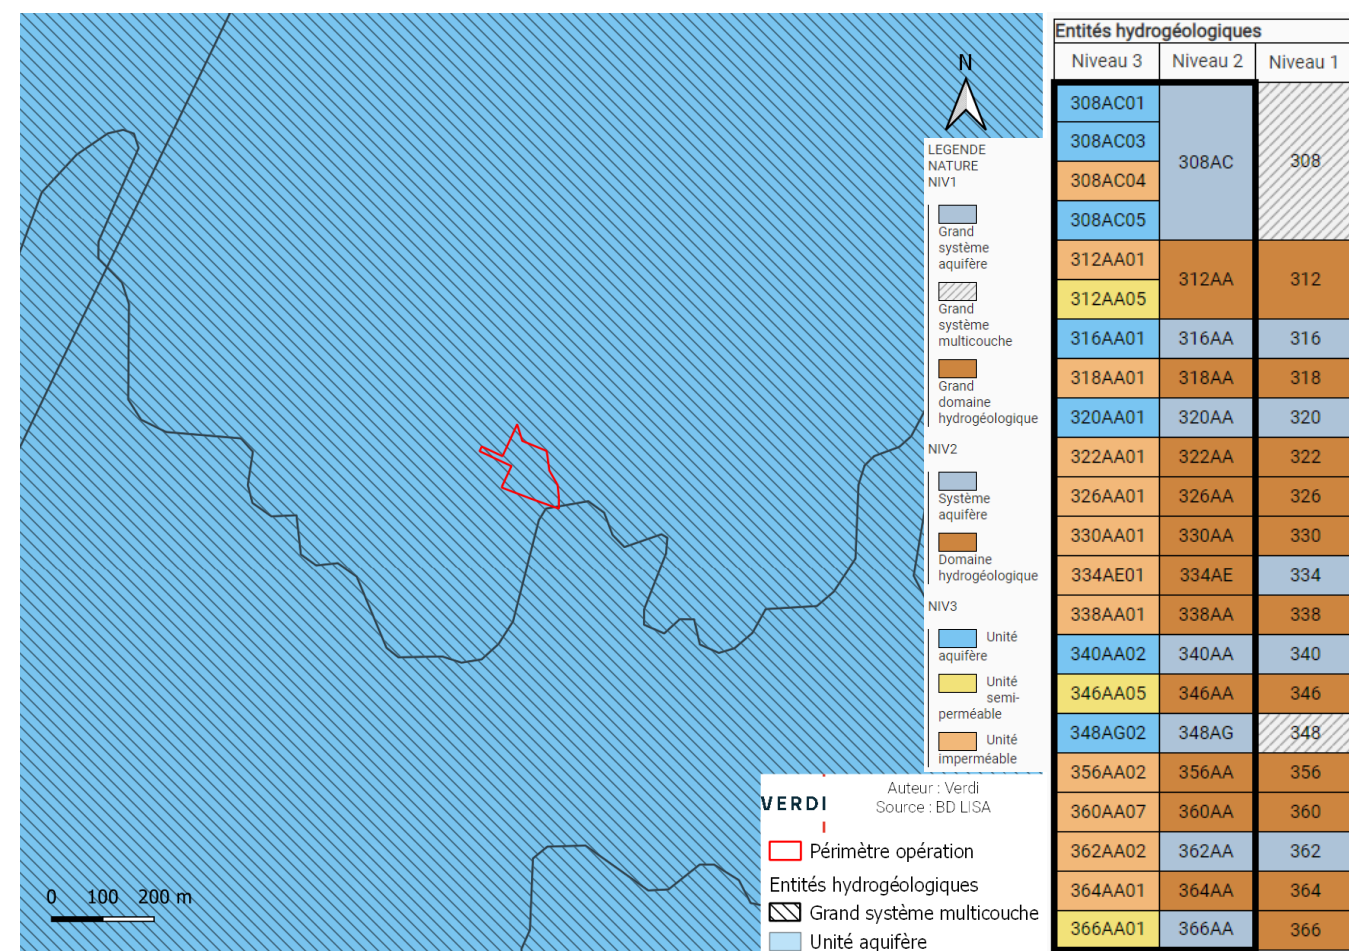 N
LEGENDE
NATURE
NIV1
Grand
système
aquifère
Grand
système
multicouche
Grand
domaine
hydrogéologique
NIV2
Système
aquifère
Domaine
hydrogéologique
NIV3
Unité
aquifère
Unité
semi-
perméable
Unité
imperméable
VERDI
Auteur : Verdi
Source : BD LISA
Périmètre opération
Entités hydrogéologiques
Grand système multicouche
Unité aquifère
0 100 200 m
Entités hydrogéologiques
Niveau 3 Niveau 2 Niveau 1
308AC01
308AC03
308AC 308
308AC04
308AC05
312AA01
312AA 312
312AA05
316AA01 316AA 316
318AA01 318AA 318
320AA01 320AA 320
322AA01 322AA 322
326AA01 326AA 326
330AA01 330AA 330
334AE01 334AE 334
338AA01 338AA 338
340AA02 340AA 340
346AA05 346AA 346
348AG02 348AG 348
356AA02 356AA 356
360AA07 360AA 360
362AA02 362AA 362
364AA01 364AA 364
366AA01 366AA 366